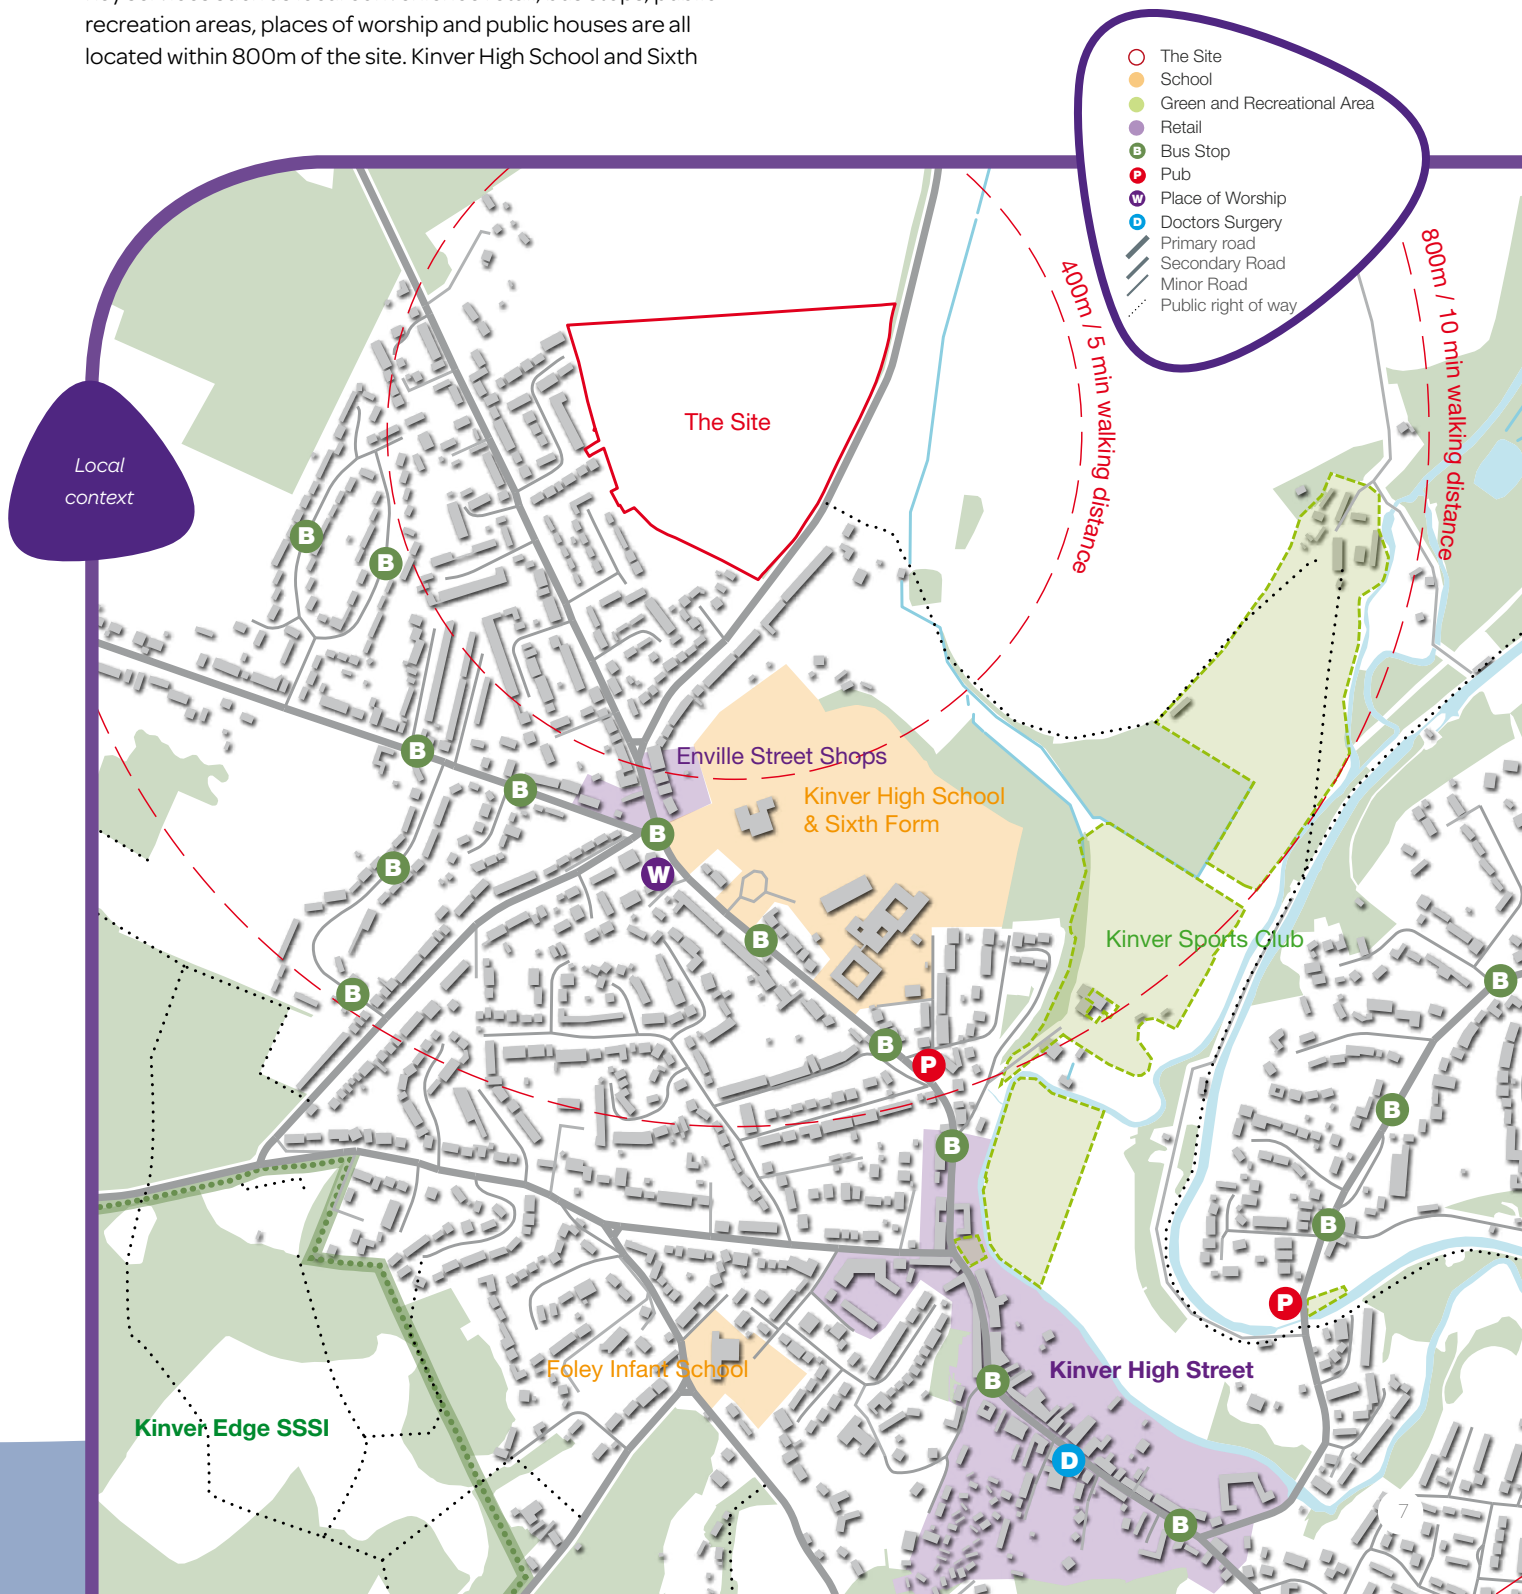 recreation areas, places of worship and public houses are all
located within 800m of the site. Kinver High School and Sixth
The Site
School
Green and Recreational Area
Retail
B Bus Stop
P Pub
W Place of Worship
D Doctors Surgery
Primary road
Secondary Road
Minor Road
Public right of way
400m / 5 min walking distance
800m / 10 min walking distance
Local
context
The Site
B
B
B
B
B
B
W
B
B
B
P
B
B
B
B
B
P
B
D
B
Enville Street Shops
Kinver High School
& Sixth Form
Kinver Sports Club
Foley Infant School
Kinver High Street
Kinver Edge SSSI
7